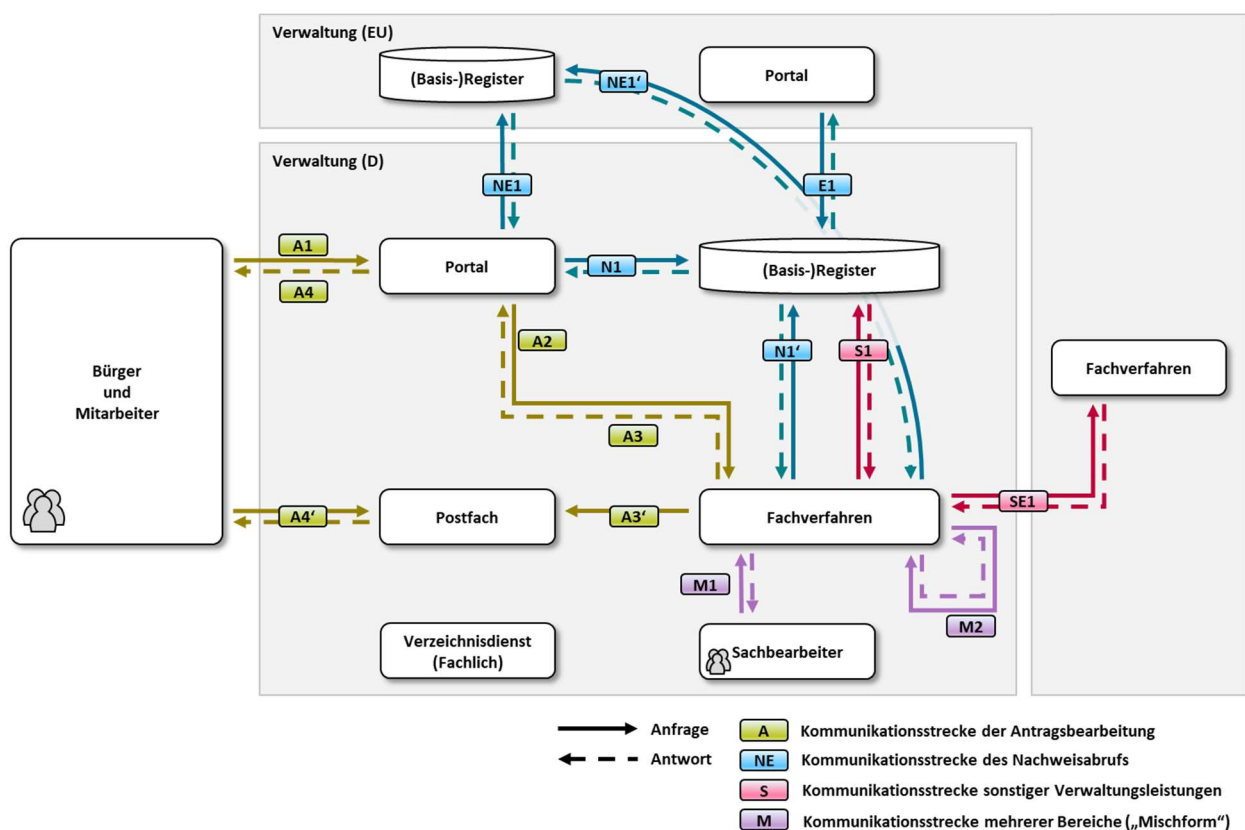 Verwaltung (EU)
(Basis-)Register
NE1‘
Portal
Verwaltung (D)
NE1
E1
A1
A4
Portal
N1
(Basis-)Register
A2
N1‘
S1
Bürger
und
Mitarbeiter
Fachverfahren
A3
A4‘
Postfach
A3‘
Fachverfahren
SE1
M1
M2
Verzeichnisdienst
(Fachlich)
Sachbearbeiter
Anfrage
Antwort
A Kommunikationsstrecke der Antragsbearbeitung
NE Kommunikationsstrecke des Nachweisabrufs
S Kommunikationsstrecke sonstiger Verwaltungsleistungen
M Kommunikationsstrecke mehrerer Bereiche („Mischform“)